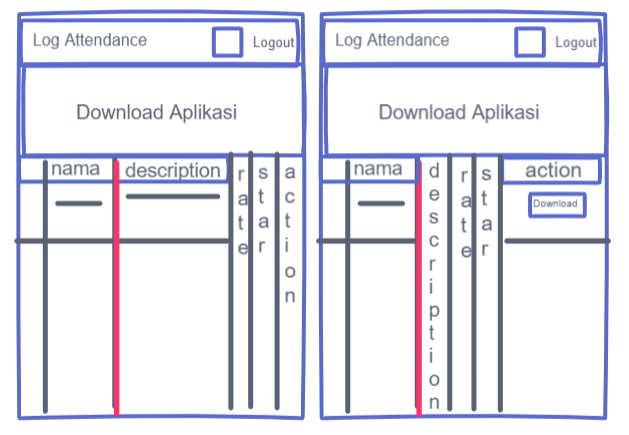 Log Attendance
Logout
Download Aplikasi
nama
description
rate
star
action
Log Attendance
Logout
Download Aplikasi
nama
description
rate
star
action
Download